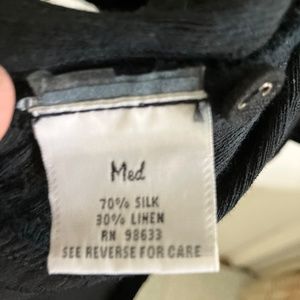 Med
70% SILK
30% LINEN
RN 98633
SEE REVERSE FOR CARE